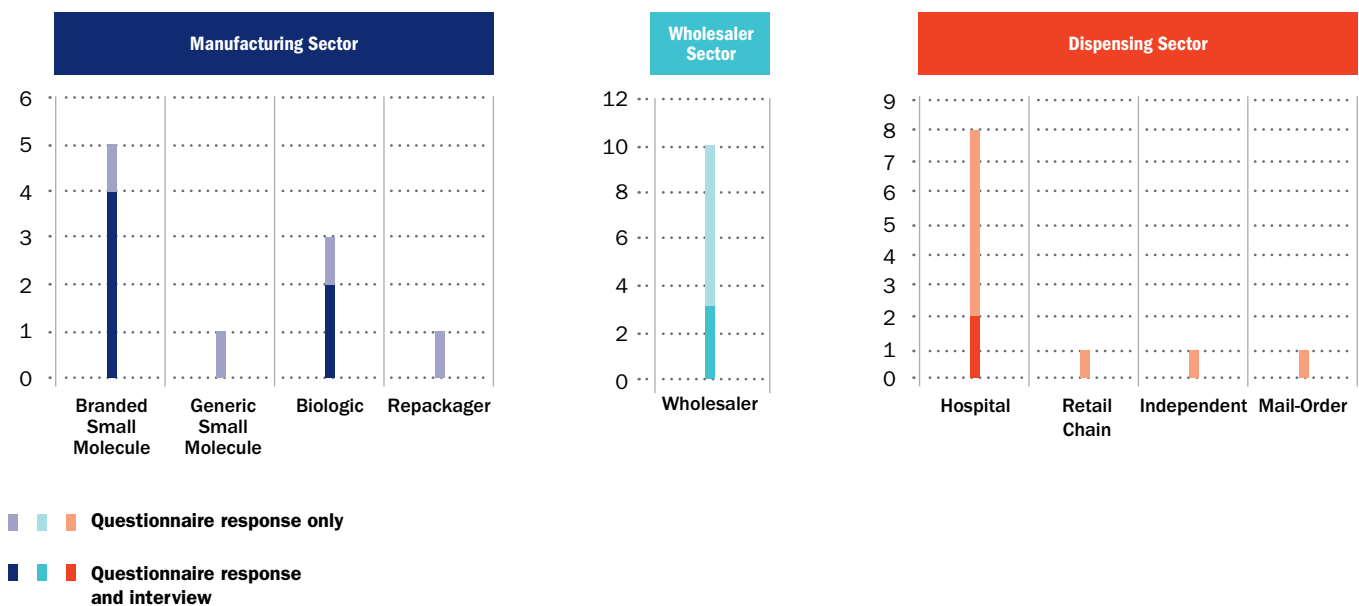 Manufacturing Sector
Wholesaler
Sector
Dispensing Sector
6
5
4
3
2
1
0
Branded
Small
Molecule
Generic
Small
Molecule
Biologic
Repackager
12
10
8
6
4
2
0
Wholesaler
9
8
7
6
5
4
3
2
1
0
Hospital
Retail
Chain
Independent
Mail-Order
Questionnaire response only
Questionnaire response
and interview